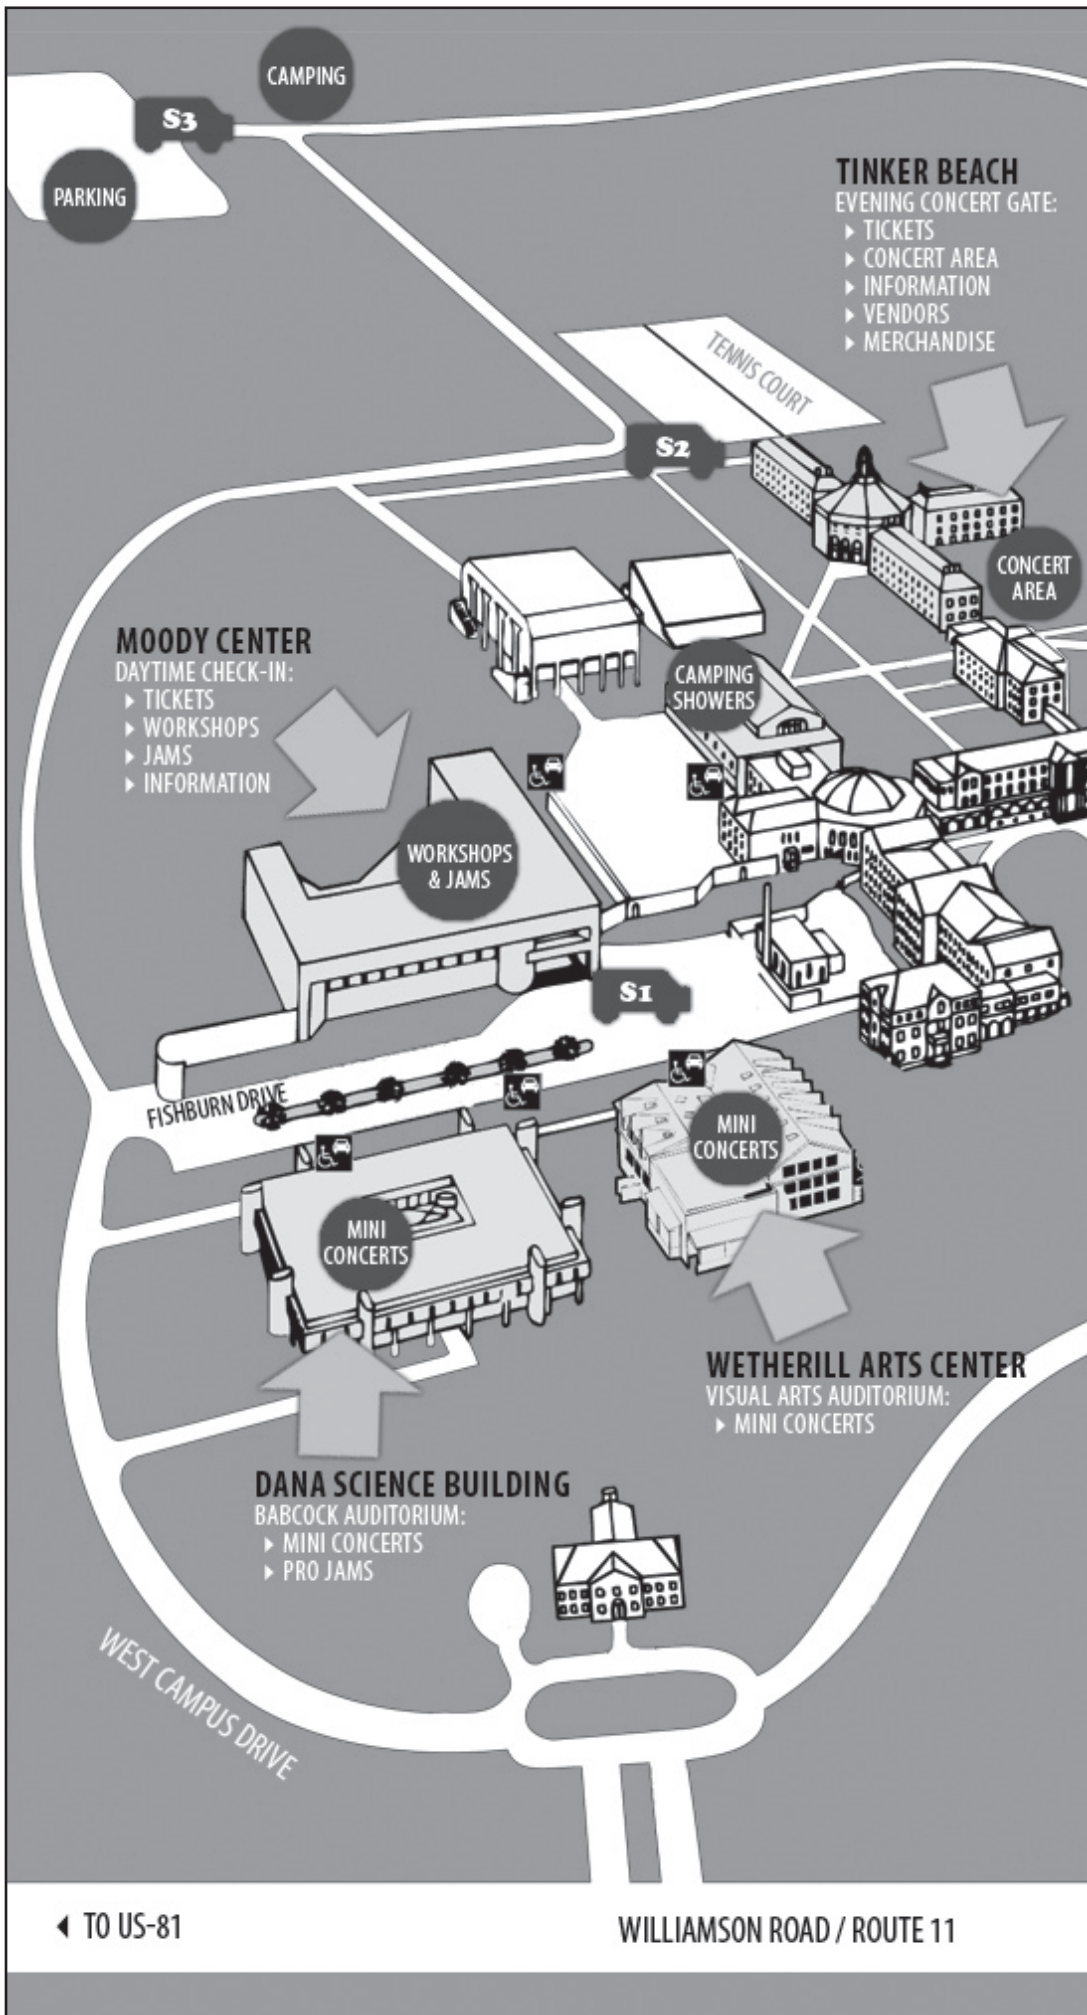 CAMPING
S3
PARKING
TINKER BEACH
EVENING CONCERT GATE:
TICKETS
CONCERT AREA
INFORMATION
VENDORS
MERCHANDISE
TENNIS COURT
S2
CONCERT
AREA
MOODY CENTER
DAYTIME CHECK-IN:
TICKETS
WORKSHOPS
JAMS
INFORMATION
CAMPING
SHOWERS
WORKSHOPS
& JAMS
S1
FISHBURN DRIVE
MINI
CONCERTS
MINI
CONCERTS
WETHERILL ARTS CENTER
VISUAL ARTS AUDITORIUM:
MINI CONCERTS
DANA SCIENCE BUILDING
BABCOCK AUDITORIUM:
MINI CONCERTS
PRO JAMS
WEST CAMPUS DRIVE
TO US-81
WILLIAMSON ROAD / ROUTE 11